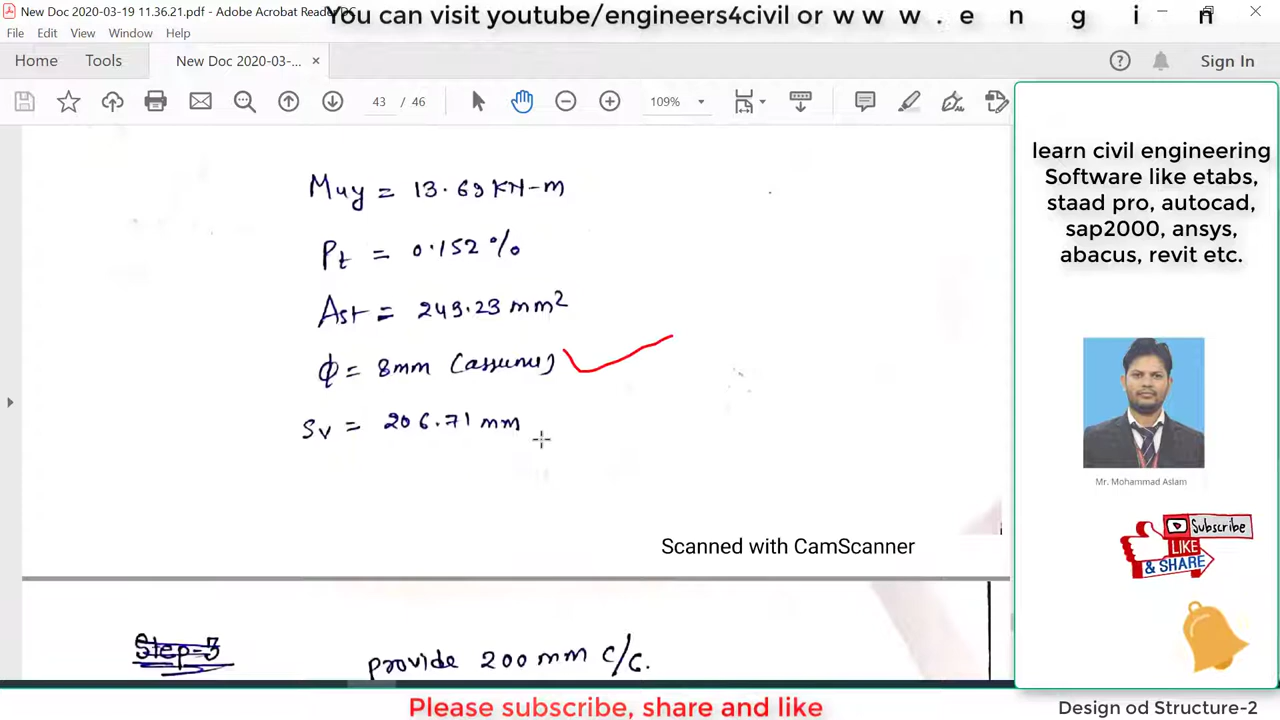 New Doc 2020-03-19 11.36.21.pdf - Adobe Acrobat Reader DC
You can visit youtube/engineers4civil or w w w . e n g i n
File Edit View Window Help
Home Tools New Doc 2020-03-... × Sign In
43 / 46 109%
Muy = 13.69 KN-m
Pt = 0.152 %
Ast = 243.23 mm2
ϕ = 8mm (assume)
Sv = 206.71 mm
Scanned with CamScanner
Step-3
provide 200 mm c/c.
learn civil engineering
Software like etabs,
staad pro, autocad,
sap2000, ansys,
abacus, revit etc.
Mr. Mohammad Aslam
Subscribe
LIKE
& SHARE
Please subscribe, share and like
Design od Structure-2